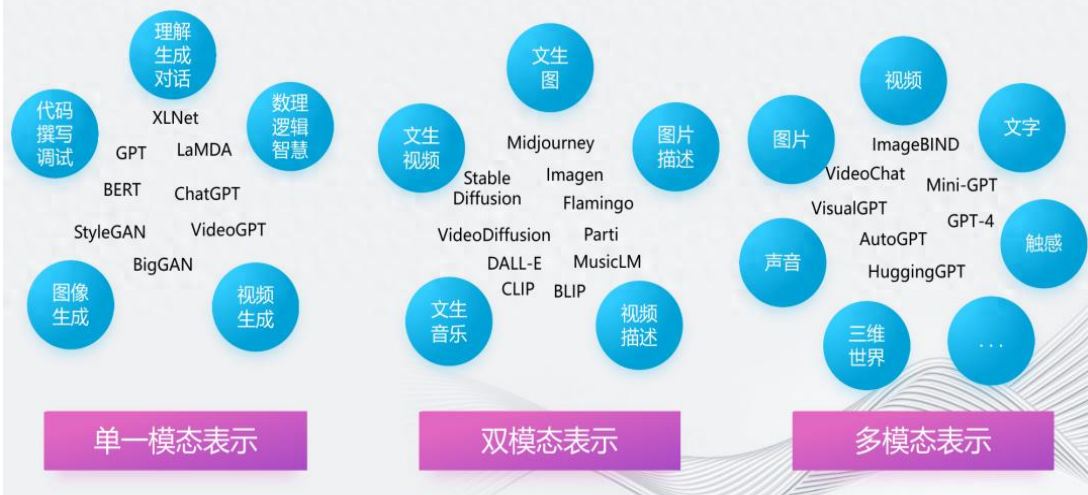 理解
生成
对话
代码
撰写
调试
数理
逻辑
智慧
XLNet
GPT
LaMDA
BERT
ChatGPT
StyleGAN
VideoGPT
BigGAN
图像
生成
视频
生成
单一模态表示
文生
图
文生
视频
图片
描述
Midjourney
Stable
Diffusion
Imagen
Flamingo
VideoDiffusion
Parti
DALL-E
MusicLM
CLIP
BLIP
文生
音乐
视频
描述
双模态表示
视频
图片
文字
ImageBIND
VideoChat
Mini-GPT
VisualGPT
GPT-4
AutoGPT
HuggingGPT
声音
触感
三维
世界
...
多模态表示